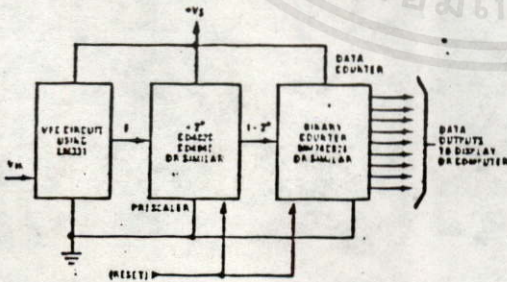 +Vs
DATA
COUNTER
VFC CIRCUIT
USING
LM331
F
÷ 2ⁿ
CD4020
OR SIMILAR
PRESCALER
BINARY
COUNTER
OR SIMILAR
DATA
OUTPUTS
TO DISPLAY
OR COMPUTER
VIN
(RESET)